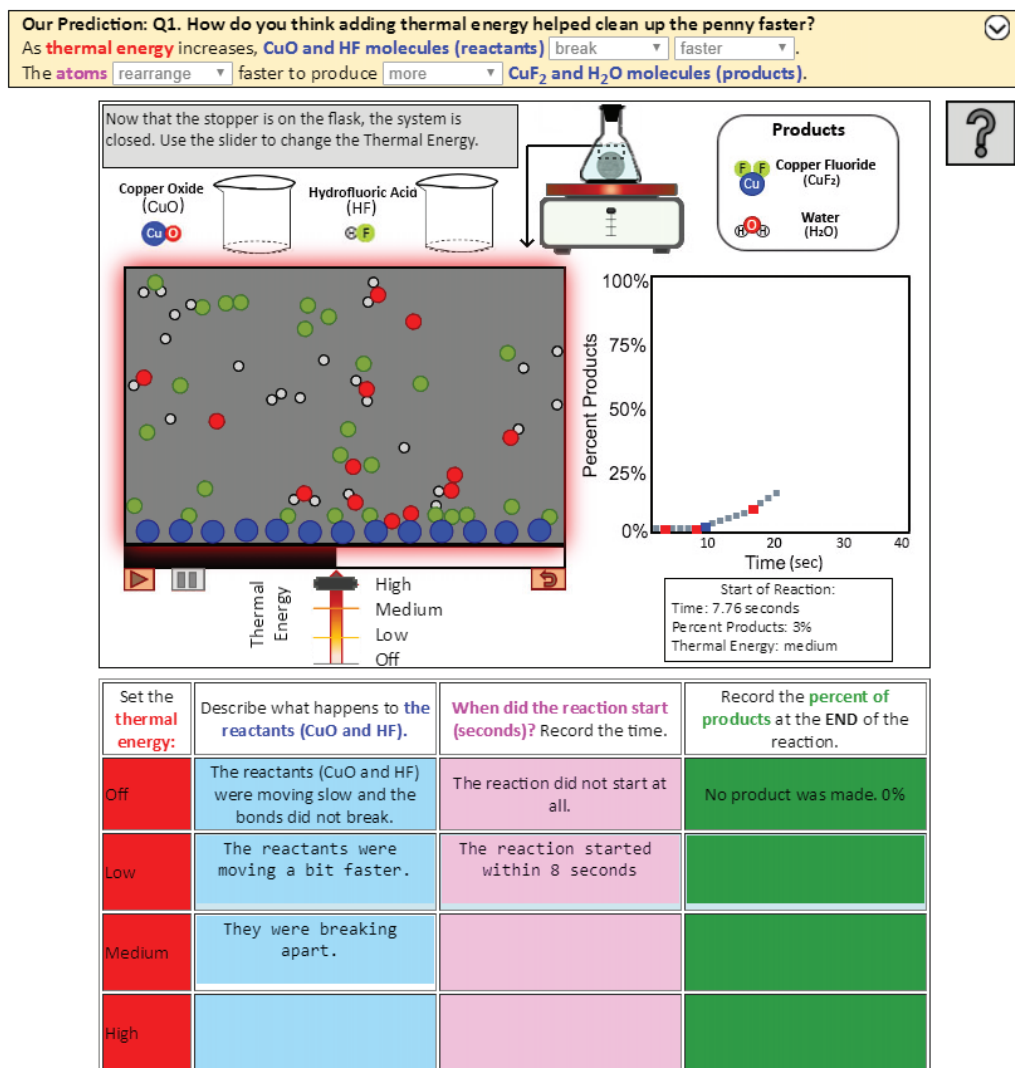 Our Prediction: Q1. How do you think adding thermal energy helped clean up the penny faster?
As thermal energy increases, CuO and HF molecules (reactants) break faster .
The atoms rearrange faster to produce more CuF₂ and H₂O molecules (products).
Now that the stopper is on the flask, the system is
closed. Use the slider to change the Thermal Energy.
?
Copper Oxide
(CuO)
Cu O
Hydrofluoric Acid
(HF)
H F
Products
F F
Cu
Copper Fluoride
(CuF₂)
H O H
Water
(H₂O)
Percent Products
100%
75%
50%
25%
0%
10 20 30 40
Time (sec)
Thermal
Energy
High
Medium
Low
Off
Start of Reaction:
Time: 7.76 seconds
Percent Products: 3%
Thermal Energy: medium
Set the
thermal
energy:
Describe what happens to the
reactants (CuO and HF).
When did the reaction start
(seconds)? Record the time.
Record the percent of
products at the END of the
reaction.
Off
The reactants (CuO and HF)
were moving slow and the
bonds did not break.
The reaction did not start at
all.
No product was made. 0%
Low
The reactants were
moving a bit faster.
The reaction started
within 8 seconds
Medium
They were breaking
apart.
High